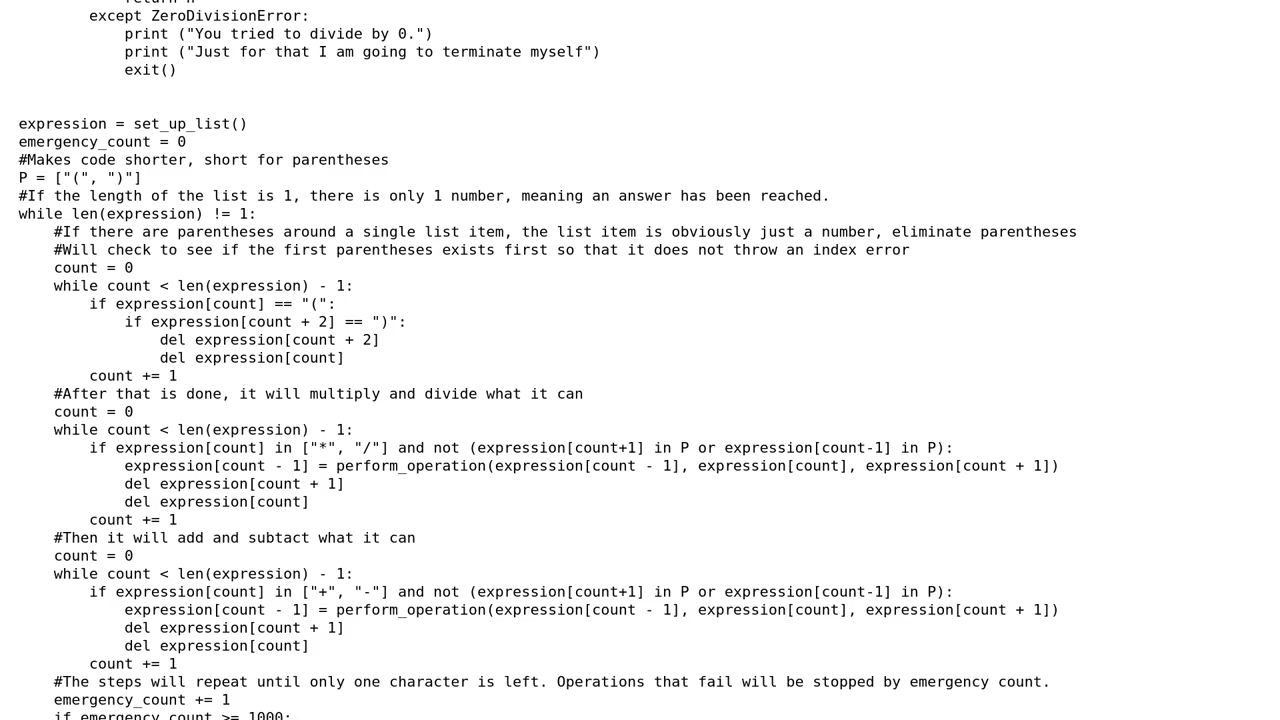 return n
        except ZeroDivisionError:
            print ("You tried to divide by 0.")
            print ("Just for that I am going to terminate myself")
            exit()
expression = set_up_list()
emergency_count = 0
#Makes code shorter, short for parentheses
P = ["(", ")"]
#If the length of the list is 1, there is only 1 number, meaning an answer has been reached.
while len(expression) != 1:
    #If there are parentheses around a single list item, the list item is obviously just a number, eliminate parentheses
    #Will check to see if the first parentheses exists first so that it does not throw an index error
    count = 0
    while count < len(expression) - 1:
        if expression[count] == "(":
            if expression[count + 2] == ")":
                del expression[count + 2]
                del expression[count]
        count += 1
    #After that is done, it will multiply and divide what it can
    count = 0
    while count < len(expression) - 1:
        if expression[count] in ["*", "/"] and not (expression[count+1] in P or expression[count-1] in P):
            expression[count - 1] = perform_operation(expression[count - 1], expression[count], expression[count + 1])
            del expression[count + 1]
            del expression[count]
        count += 1
    #Then it will add and subtact what it can
    count = 0
    while count < len(expression) - 1:
        if expression[count] in ["+", "-"] and not (expression[count+1] in P or expression[count-1] in P):
            expression[count - 1] = perform_operation(expression[count - 1], expression[count], expression[count + 1])
            del expression[count + 1]
            del expression[count]
        count += 1
    #The steps will repeat until only one character is left. Operations that fail will be stopped by emergency count.
    emergency_count += 1
    if emergency_count >= 1000: